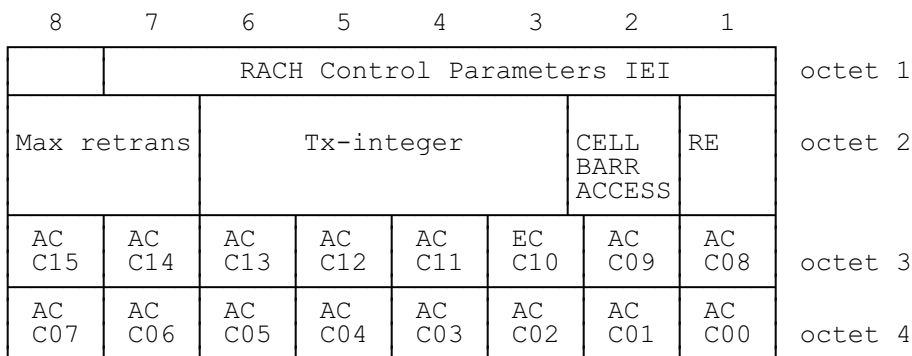 8 7 6 5 4 3 2 1
RACH Control Parameters IEI octet 1
Max retrans Tx-integer CELL RE octet 2
BARR
ACCESS
AC AC AC AC AC EC AC AC
C15 C14 C13 C12 C11 C10 C09 C08 octet 3
AC AC AC AC AC AC AC AC
C07 C06 C05 C04 C03 C02 C01 C00 octet 4